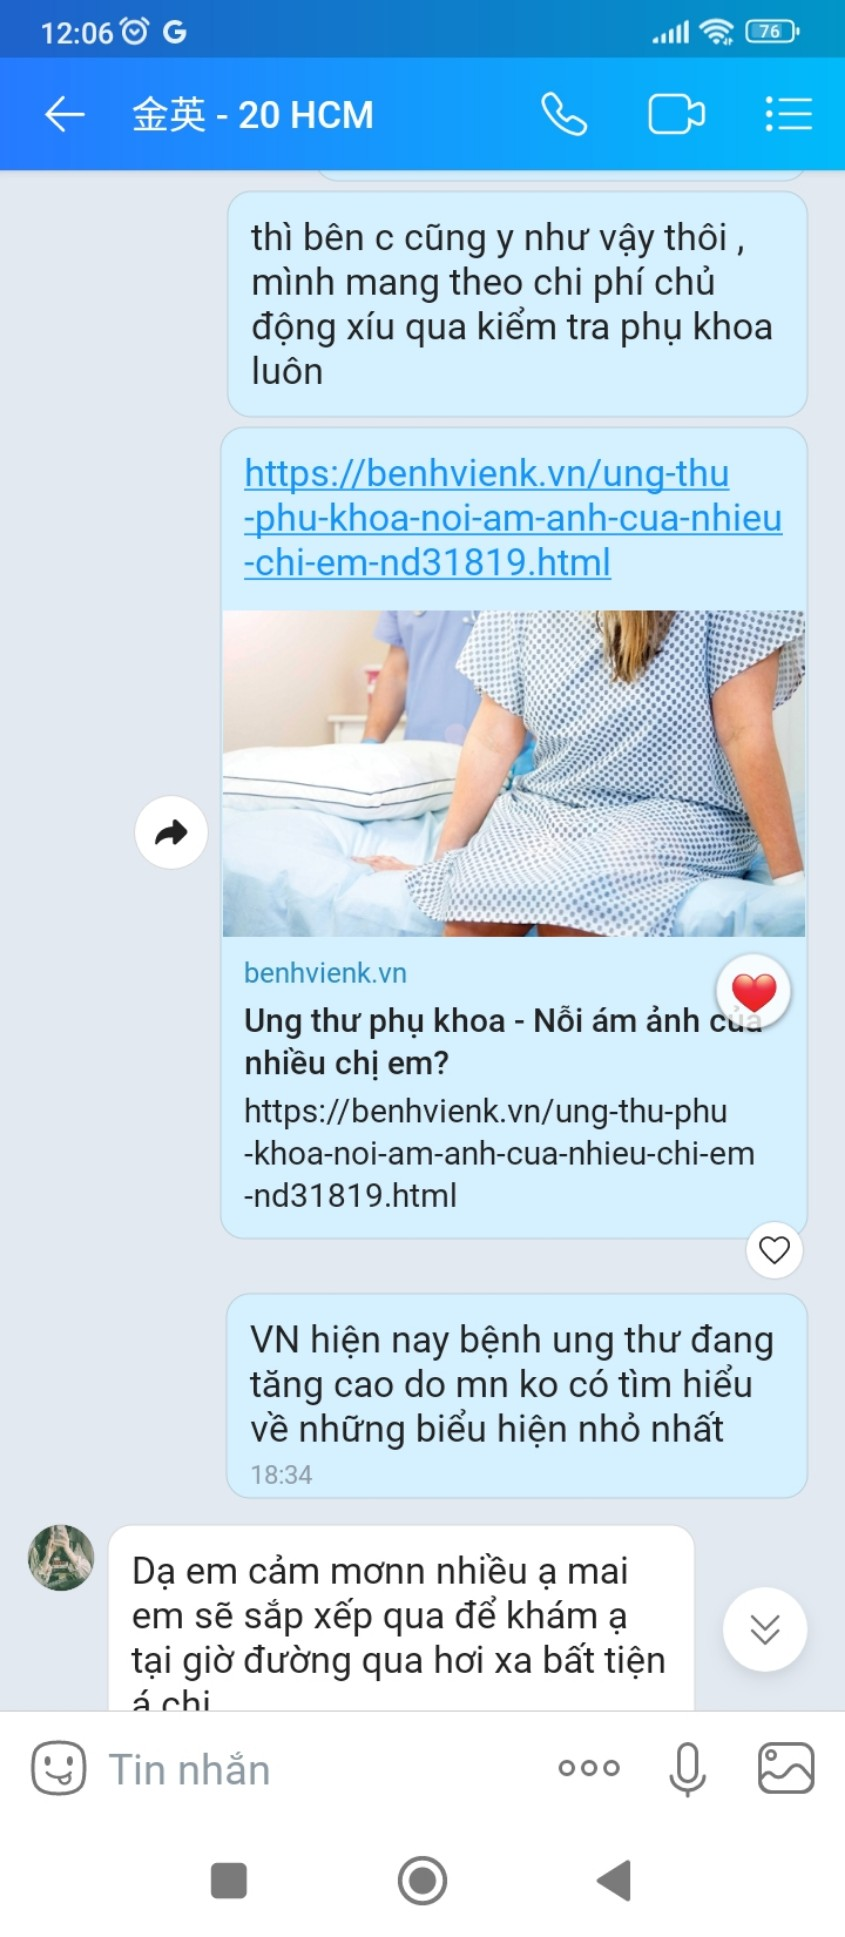 12:06 G 76
金英 - 20 HCM
thì bên c cũng y như vậy thôi ,
mình mang theo chi phí chủ
động xíu qua kiểm tra phụ khoa
luôn
https://benhvienk.vn/ung-thu
-phu-khoa-noi-am-anh-cua-nhieu
-chi-em-nd31819.html
benhvienk.vn
Ung thư phụ khoa - Nỗi ám ảnh của
nhiều chị em?
https://benhvienk.vn/ung-thu-phu
-khoa-noi-am-anh-cua-nhieu-chi-em
-nd31819.html
VN hiện nay bệnh ung thư đang
tăng cao do mn ko có tìm hiểu
về những biểu hiện nhỏ nhất
18:34
Dạ em cảm mơnn nhiều ạ mai
em sẽ sắp xếp qua để khám ạ
tại giờ đường qua hơi xa bất tiện
á chị
Tin nhắn